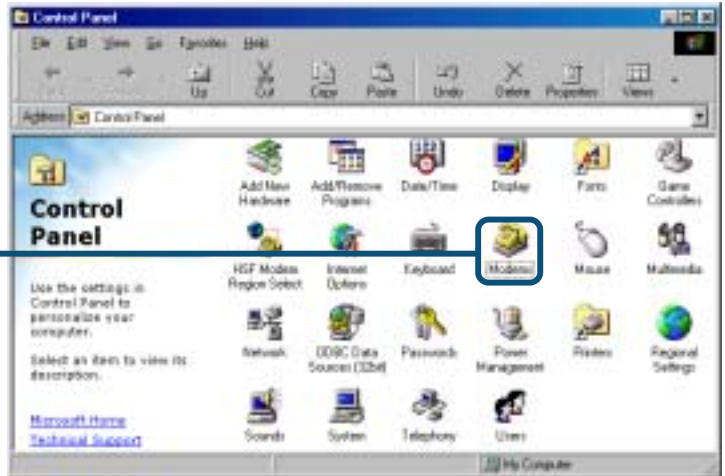 Control Panel
File Edit View Go Favorites Help
Up Cut Copy Paste Undo Delete Properties Views
Address Control Panel
Control
Panel
Use the settings in
Control Panel to
personalize your
computer.
Select an item to view its
description.
Microsoft Home
Technical Support
Add New
Hardware
Add/Remove
Programs
Date/Time
Display
Fonts
Game
Controllers
HSF Modem
Region Select
Internet
Options
Keyboard
Modems
Mouse
Multimedia
Network
ODBC Data
Sources (32bit)
Passwords
Power
Management
Printers
Regional
Settings
Sounds
System
Telephony
Users
My Computer